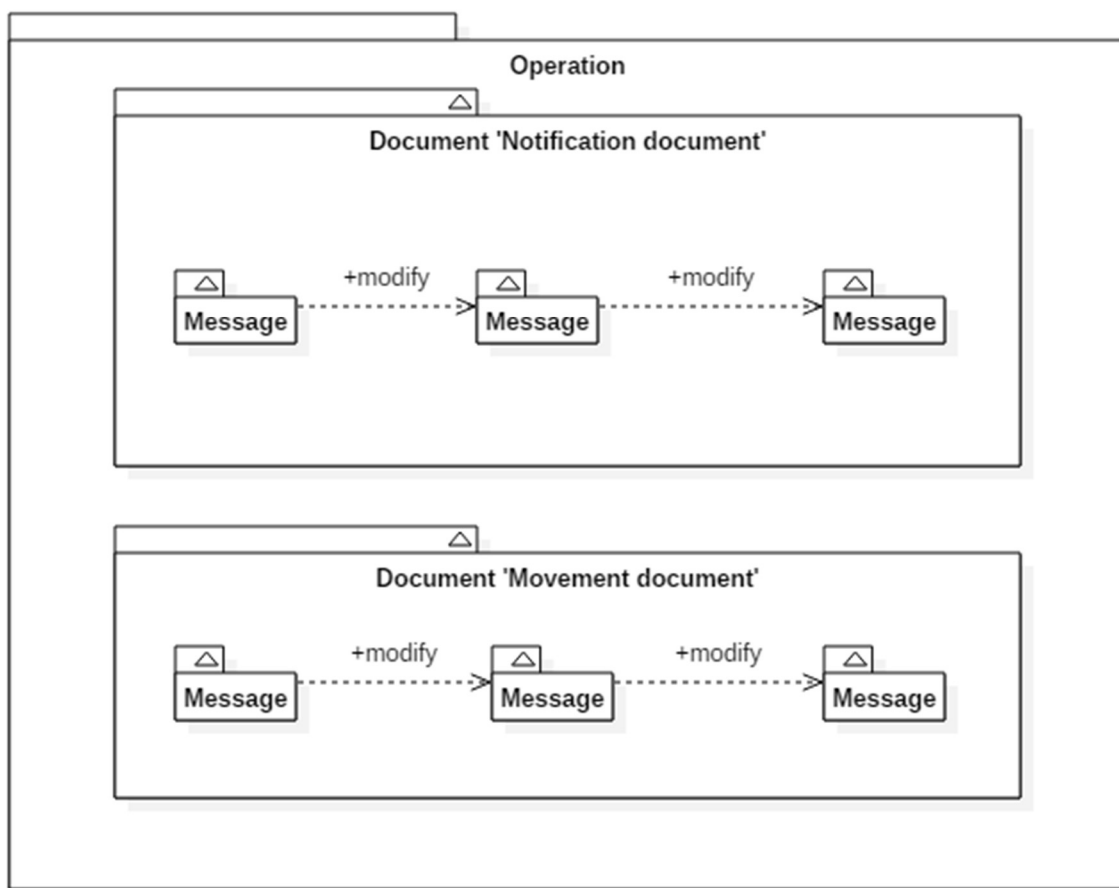 Operation
Document 'Notification document'
+modify
+modify
Message
Message
Message
Document 'Movement document'
+modify
+modify
Message
Message
Message